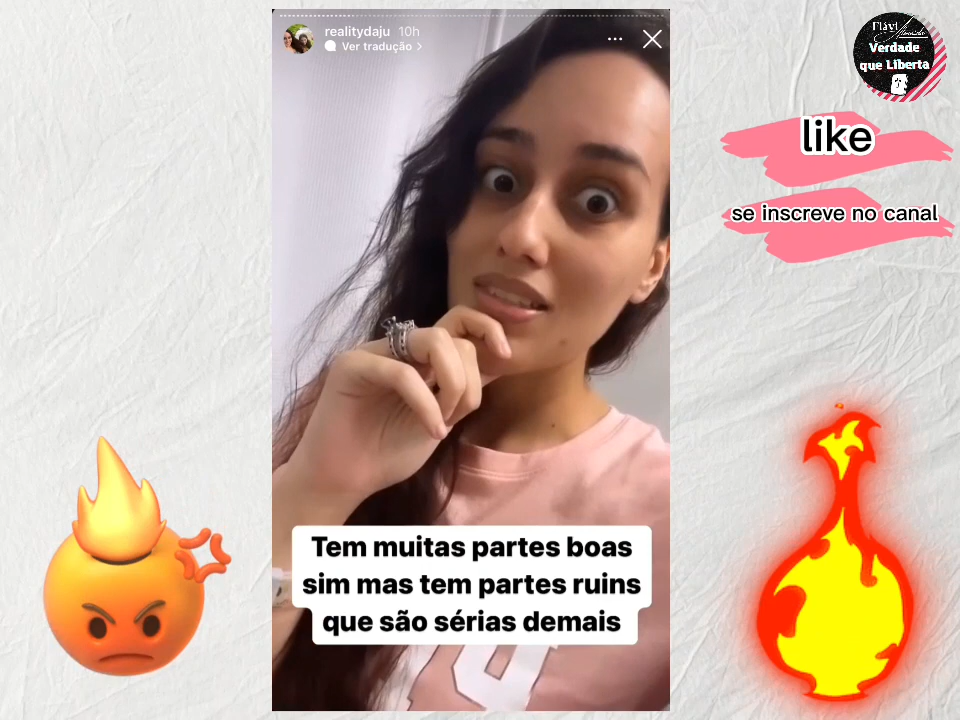 realitydaju 10h
Ver tradução
Flávi
Verdade
que Liberta
like
se inscreve no canal
Tem muitas partes boas
sim mas tem partes ruins
que são sérias demais